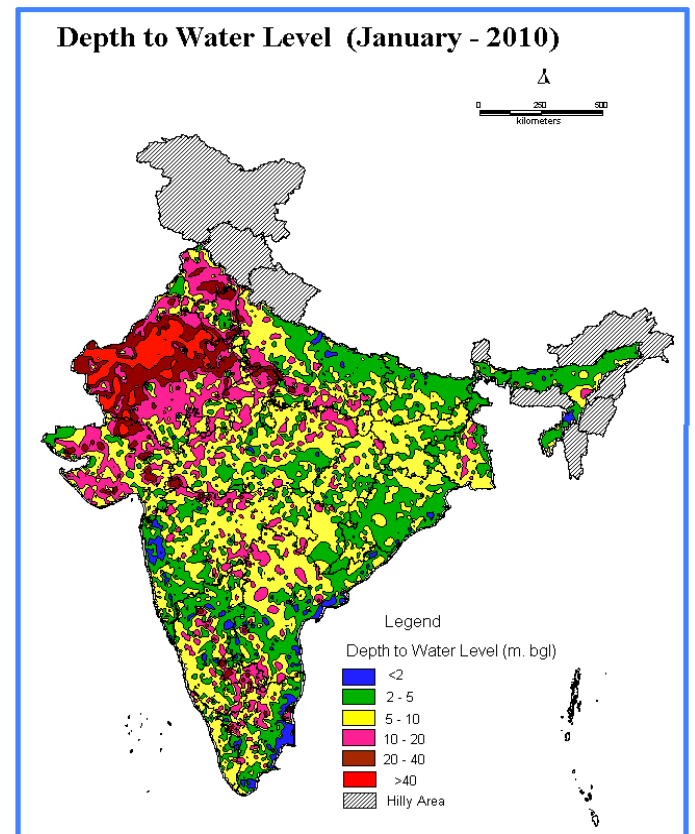 Depth to Water Level (January - 2010)
0 250 500
kilometers
Legend
Depth to Water Level (m. bgl)
<2
2 - 5
5 - 10
10 - 20
20 - 40
>40
Hilly Area